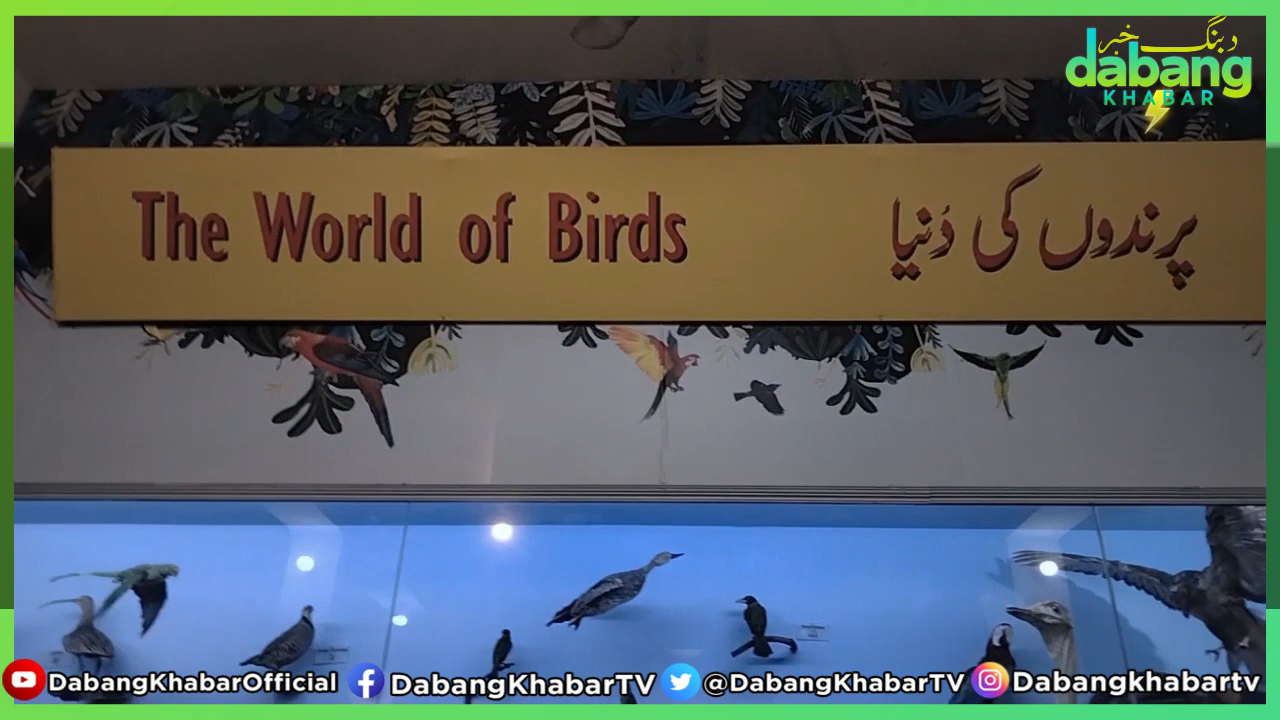 دبنگ خبر
dabang
KHABAR
The World of Birds
پرندوں کی دُنیا
DabangKhabarOfficial
DabangKhabarTV
@DabangKhabarTV
Dabangkhabartv